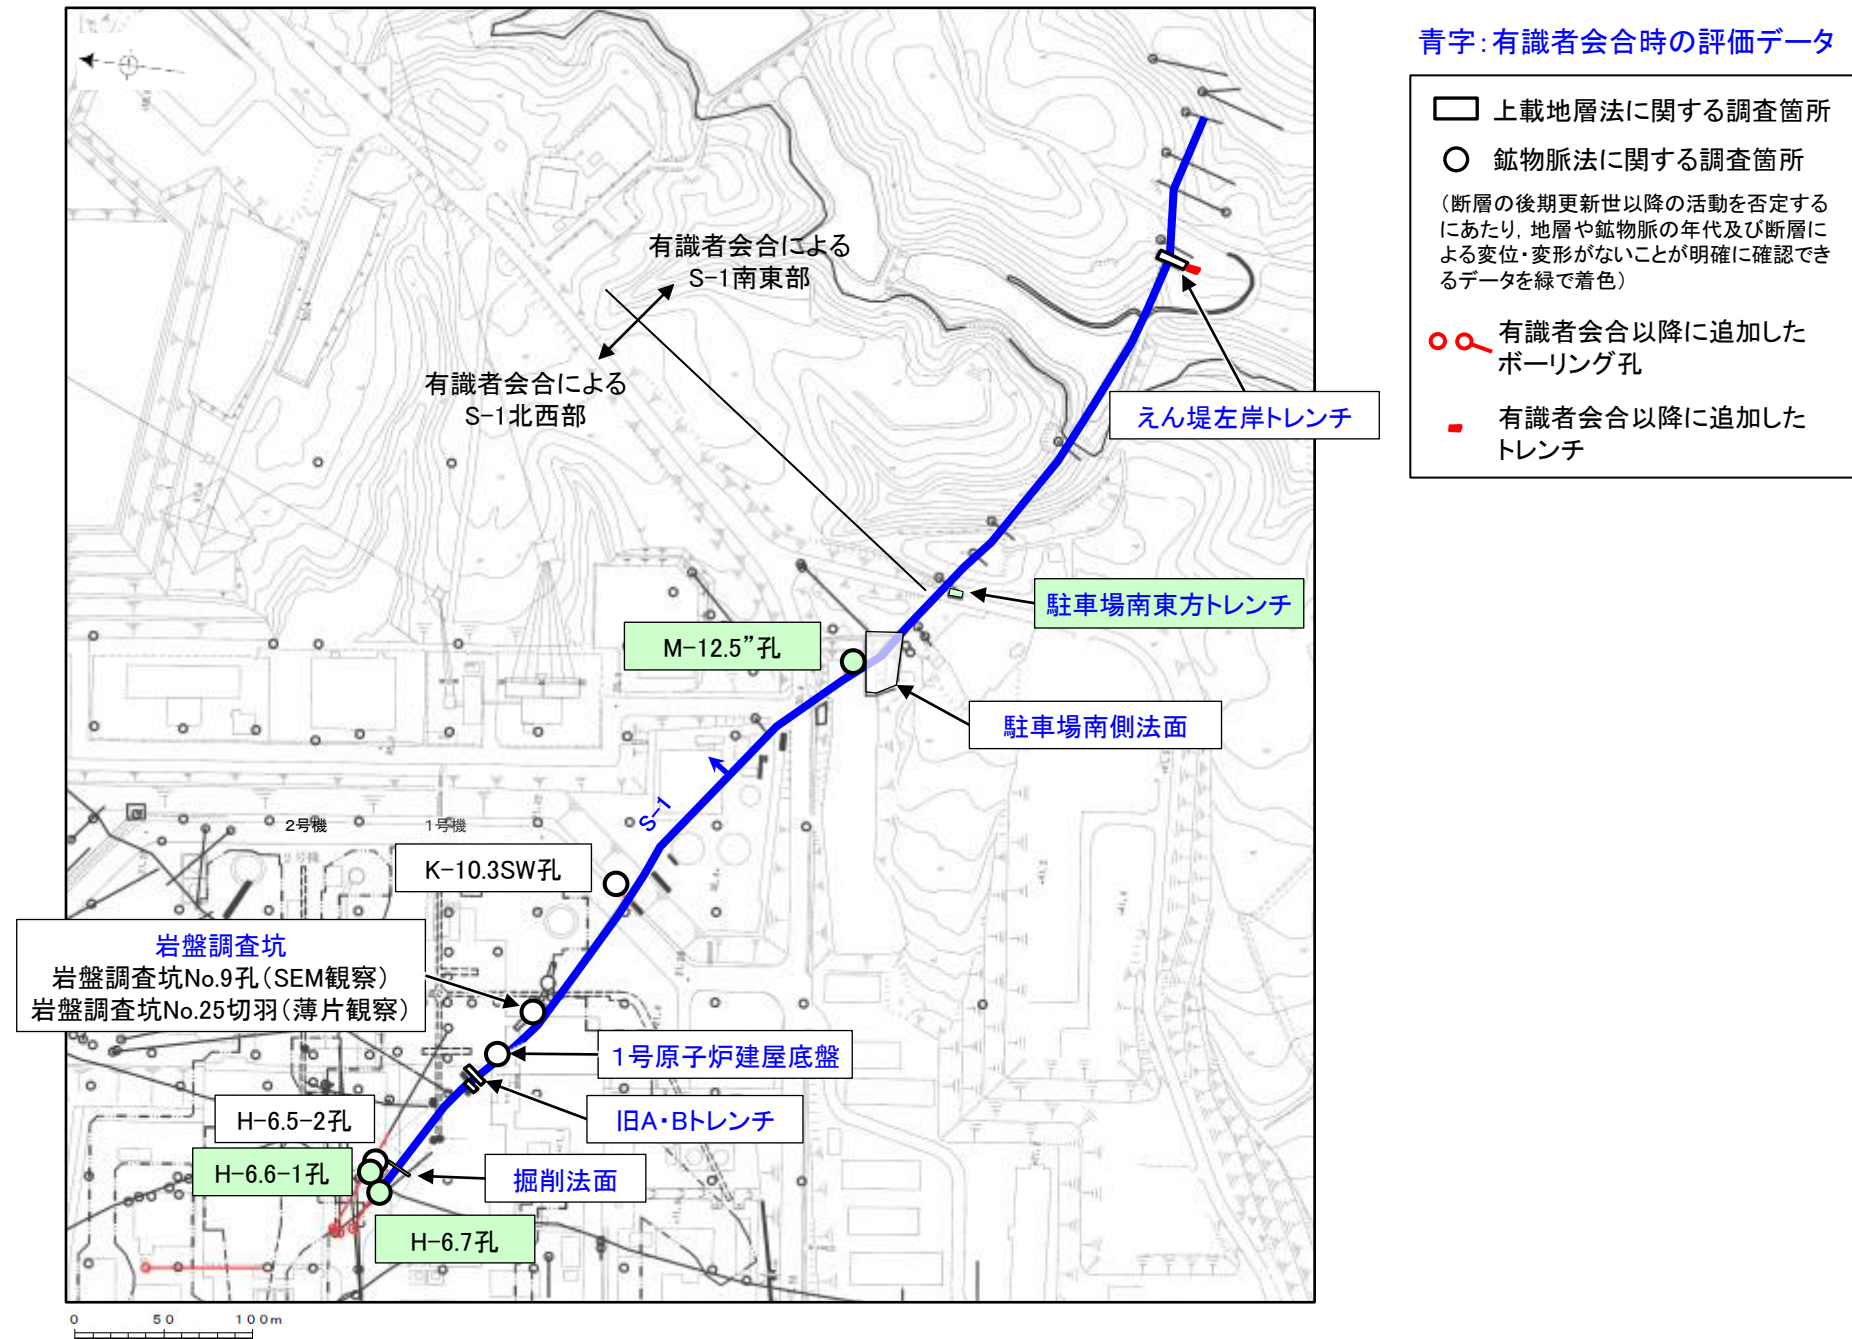 青字:有識者会合時の評価データ
上載地層法に関する調査箇所
鉱物脈法に関する調査箇所
(断層の後期更新世以降の活動を否定する
にあたり,地層や鉱物脈の年代及び断層に
よる変位・変形がないことが明確に確認でき
るデータを緑で着色)
有識者会合以降に追加した
ボーリング孔
有識者会合以降に追加した
トレンチ
有識者会合による
S-1南東部
有識者会合による
S-1北西部
えん堤左岸トレンチ
駐車場南東方トレンチ
M-12.5”孔
駐車場南側法面
S-1
2号機
1号機
K-10.3SW孔
岩盤調査坑
岩盤調査坑No.9孔(SEM観察)
岩盤調査坑No.25切羽(薄片観察)
1号原子炉建屋底盤
旧A・Bトレンチ
H-6.5-2孔
H-6.6-1孔
掘削法面
H-6.7孔
0 50 100m